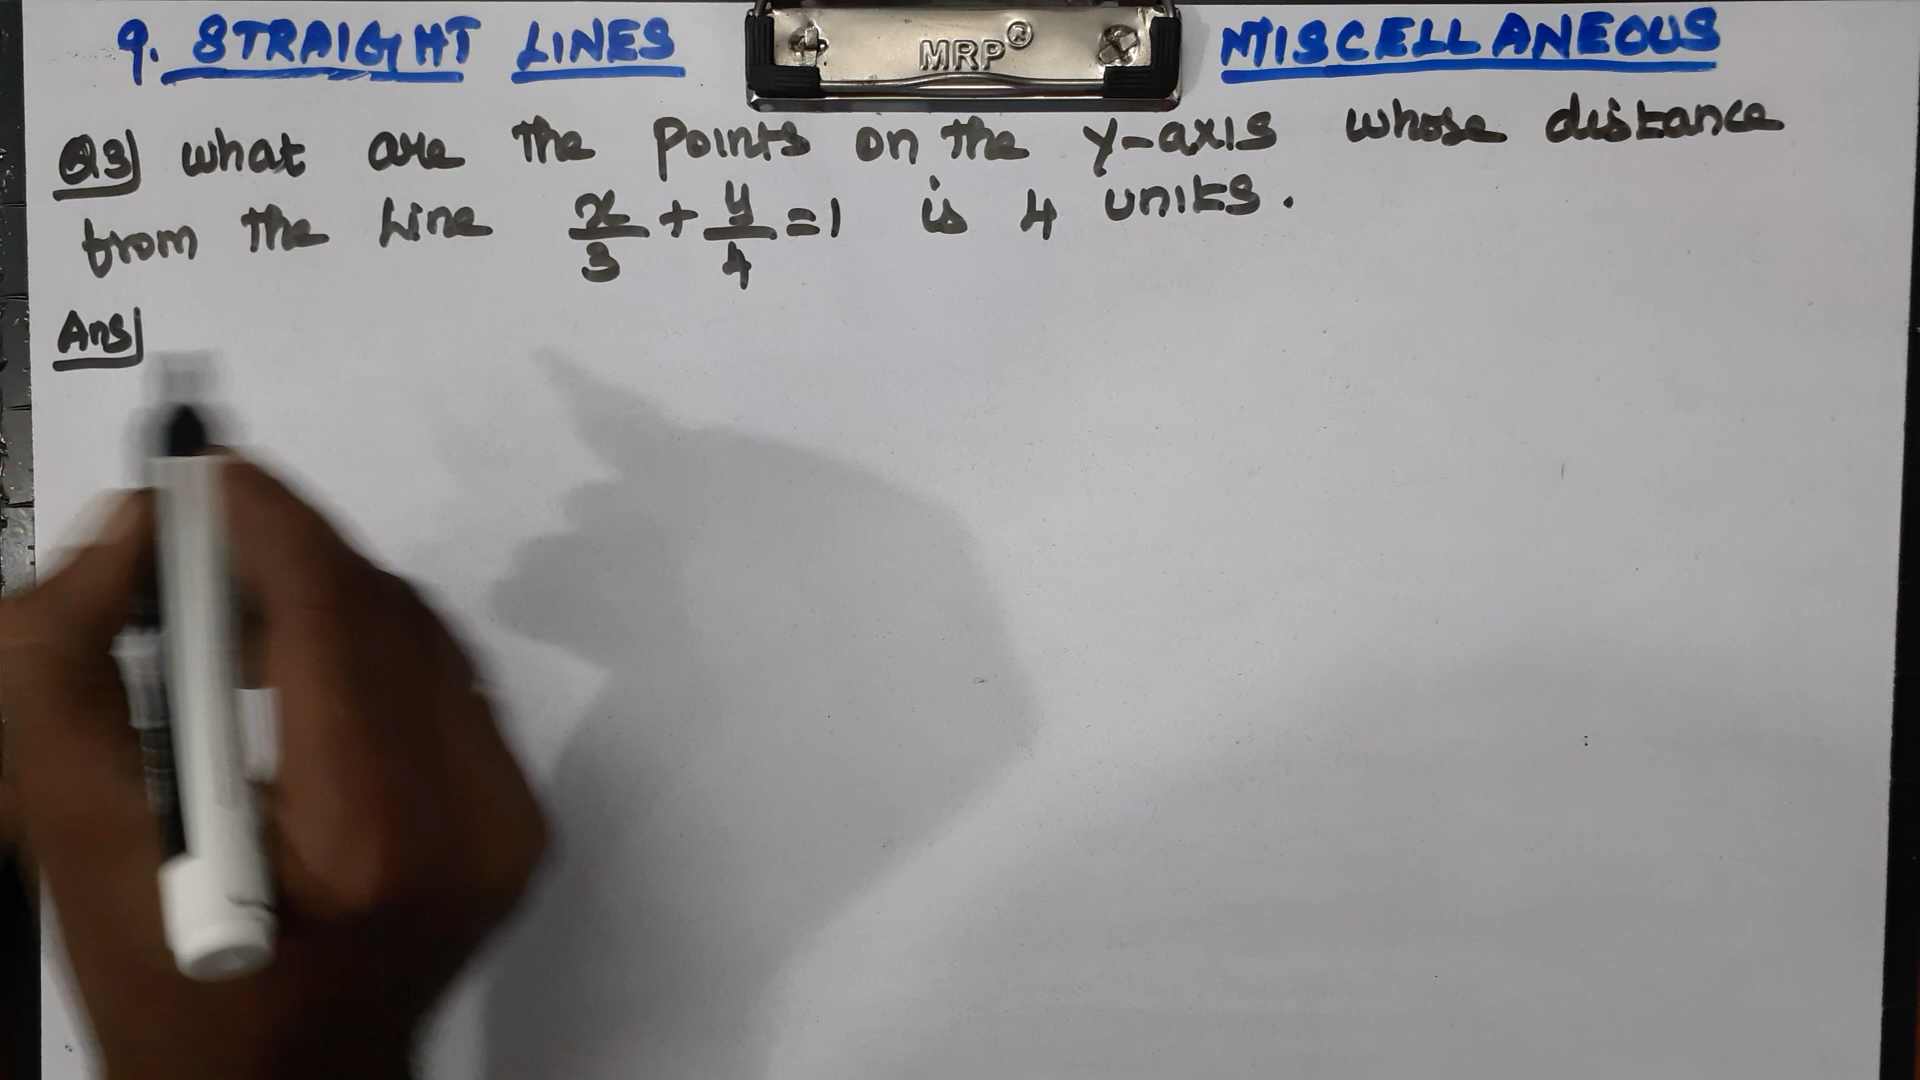 9. STRAIGHT LINES MRP® MISCELLANEOUS
Q3) what are the points on the y-axis whose distance
from the line x/3 + y/4 = 1 is 4 units.
Ans)